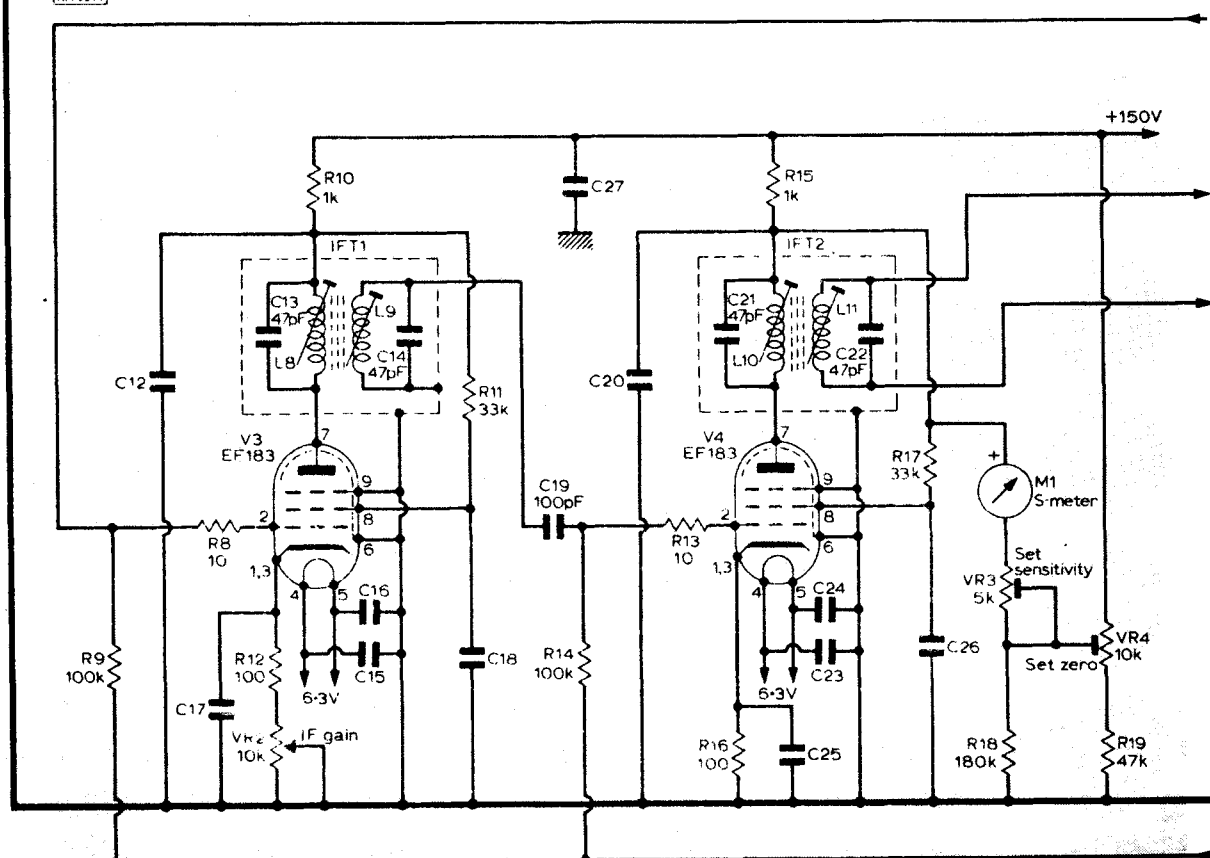 +150V
R10
1k
C27
R15
1k
IFT1
IFT2
C13
47pF
L9
L8
C14
47pF
C12
R11
33k
C21
47pF
L11
L10
C22
47pF
C20
V3
EF183
7
9
8
6
2
1,3
4
5
R8
10
C19
100pF
R13
10
V4
EF183
7
9
8
6
2
1,3
4
5
R17
33k
+
M1
S-meter
Set
sensitivity
VR3
5k
VR4
10k
Set zero
C16
C15
R12
100
6·3V
C18
R9
100k
C17
VR2
10k
IF gain
R14
100k
C24
C23
6·3V
C26
R16
100
C25
R18
180k
R19
47k